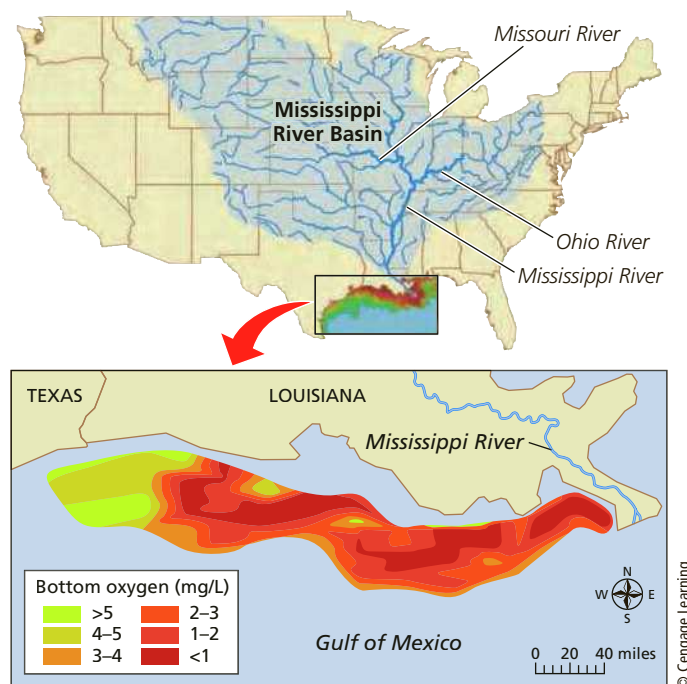 Missouri River
Mississippi
River Basin
Ohio River
Mississippi River
TEXAS
LOUISIANA
Mississippi River
Bottom oxygen (mg/L)
>5
2–3
4–5
1–2
3–4
<1
Gulf of Mexico
N
W
E
S
0 20 40 miles
© Cengage Learning